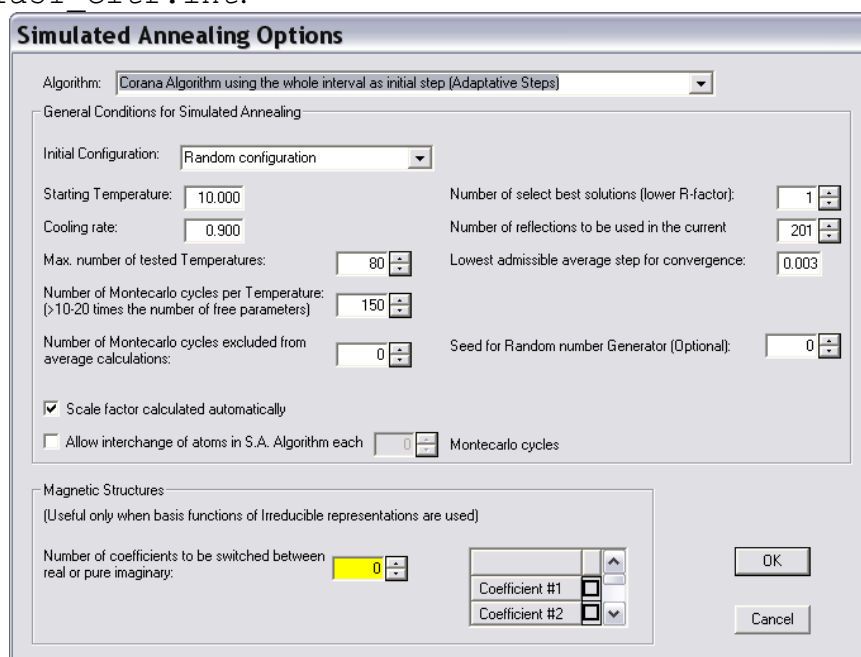 Simulated Annealing Options
Algorithm: Corana Algorithm using the whole interval as initial step (Adaptative Steps)
General Conditions for Simulated Annealing
Initial Configuration: Random configuration
Starting Temperature: 10.000 Number of select best solutions (lower R-factor): 1
Cooling rate: 0.900 Number of reflections to be used in the current 201
Max. number of tested Temperatures: 80 Lowest admissible average step for convergence: 0.003
Number of Montecarlo cycles per Temperature:
(>10-20 times the number of free parameters) 150
Number of Montecarlo cycles excluded from
average calculations: 0 Seed for Random number Generator (Optional): 0
Scale factor calculated automatically
Allow interchange of atoms in S.A. Algorithm each 0 Montecarlo cycles
Magnetic Structures
(Useful only when basis functions of Irreducible representations are used)
Number of coefficients to be switched between
real or pure imaginary: 0
Coefficient #1
Coefficient #2
OK
Cancel